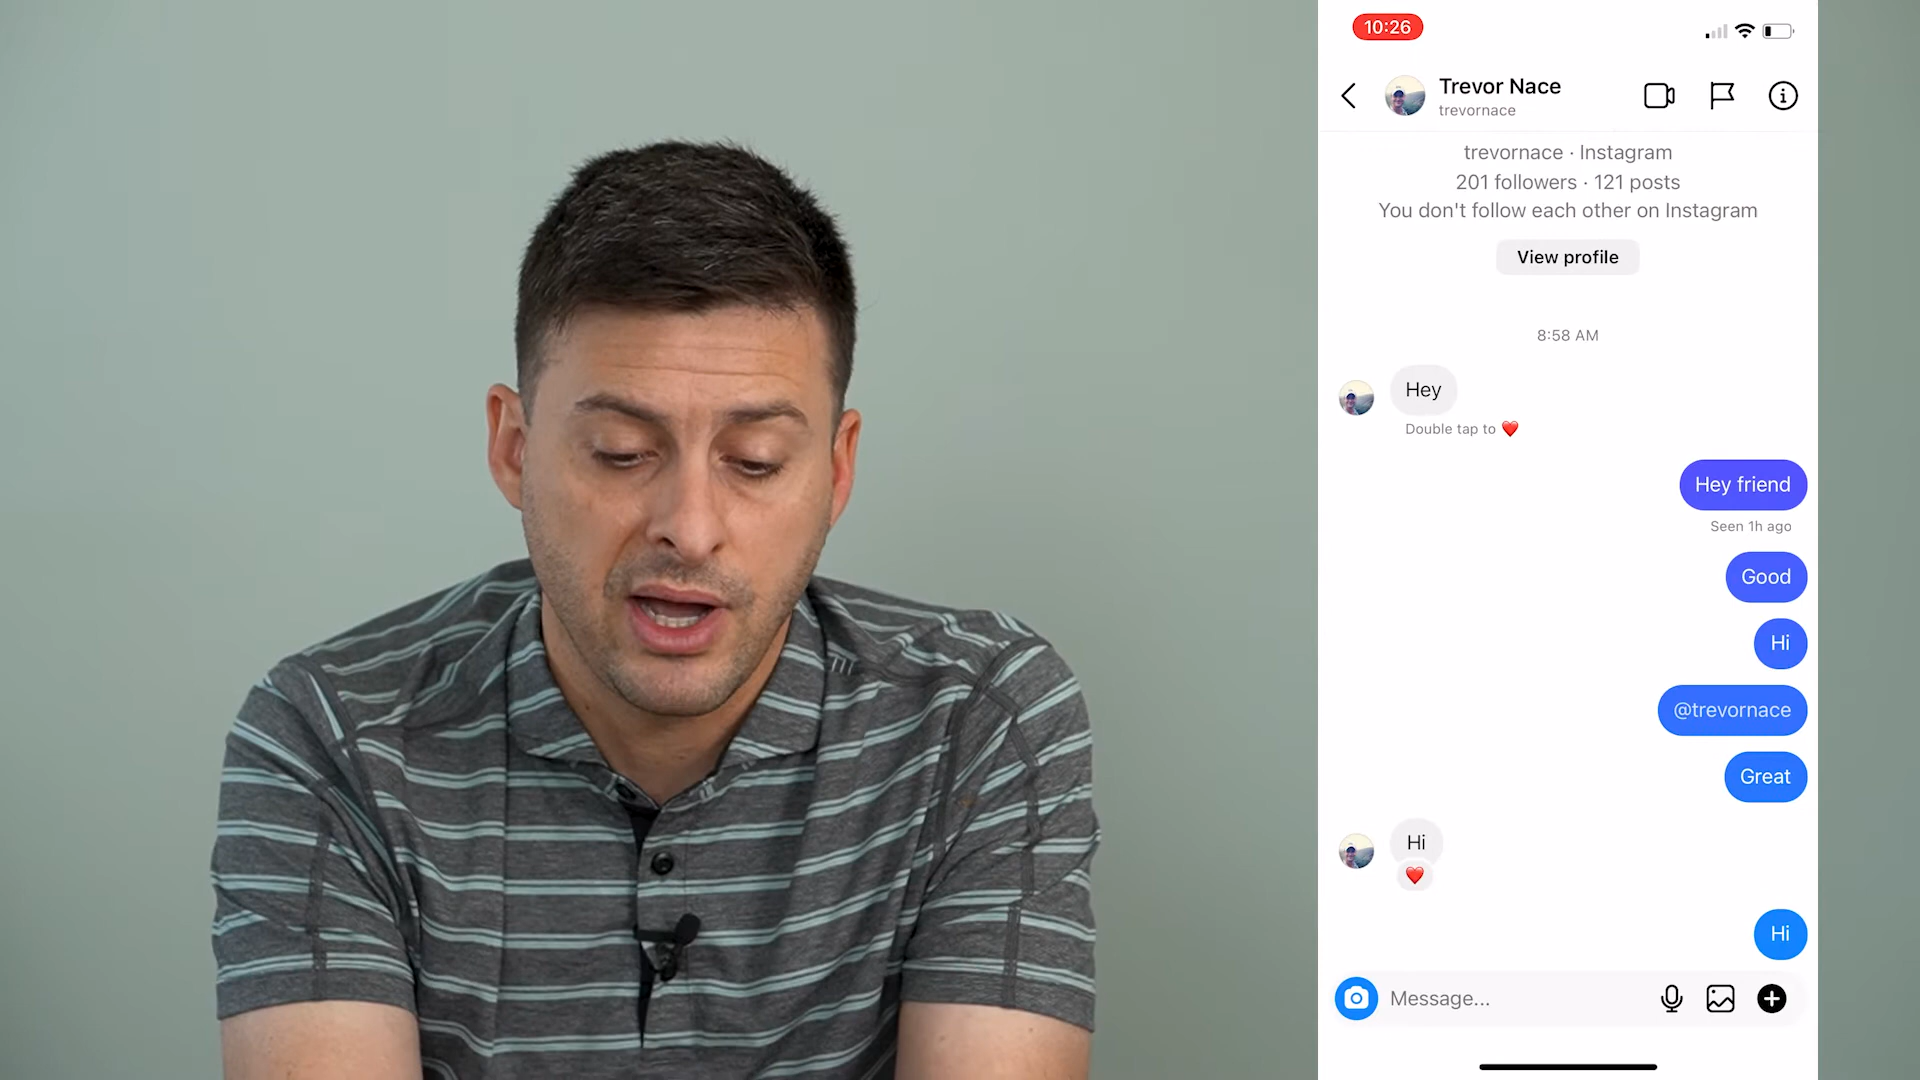 10:26
Trevor Nace
trevornace
trevornace · Instagram
201 followers · 121 posts
You don't follow each other on Instagram
View profile
8:58 AM
Hey
Double tap to ❤️
Hey friend
Seen 1h ago
Good
Hi
@trevornace
Great
Hi
❤️
Hi
Message...